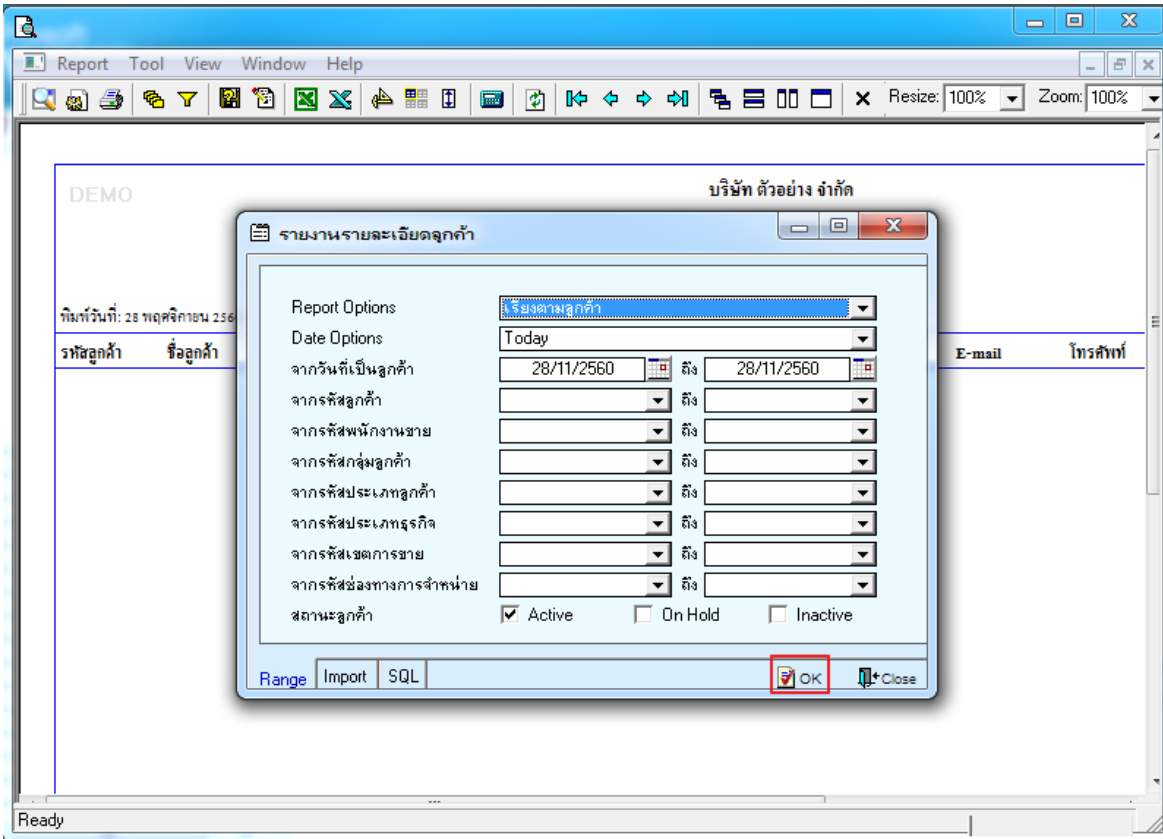 Report Tool View Window Help
Resize: 100% Zoom: 100%
DEMO
บริษัท ตัวอย่าง จำกัด
รายงานรายละเอียดลูกค้า
Report Options เรียงตามลูกค้า
พิมพ์วันที่: 28 พฤศจิกายน 256
Date Options Today
รหัสลูกค้า ชื่อลูกค้า E-mail โทรศัพท์
จากวันที่เป็นลูกค้า 28/11/2560 ถึง 28/11/2560
จากรหัสลูกค้า ถึง
จากรหัสพนักงานขาย ถึง
จากรหัสกลุ่มลูกค้า ถึง
จากรหัสประเภทลูกค้า ถึง
จากรหัสประเภทธุรกิจ ถึง
จากรหัสเขตการขาย ถึง
จากรหัสช่องทางการจำหน่าย ถึง
สถานะลูกค้า Active On Hold Inactive
Range Import SQL OK Close
Ready